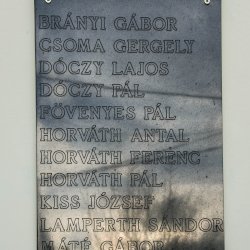 BRÁNYI GÁBOR
CSOMA GERGELY
DÓCZY LAJOS
DÓCZY PÁL
FÖVENYES PÁL
HORVÁTH ANTAL
HORVÁTH FERENC
HORVÁTH PÁL
KISS JÓZSEF
LAMPERTH SÁNDOR
MÁTÉ GÁBOR